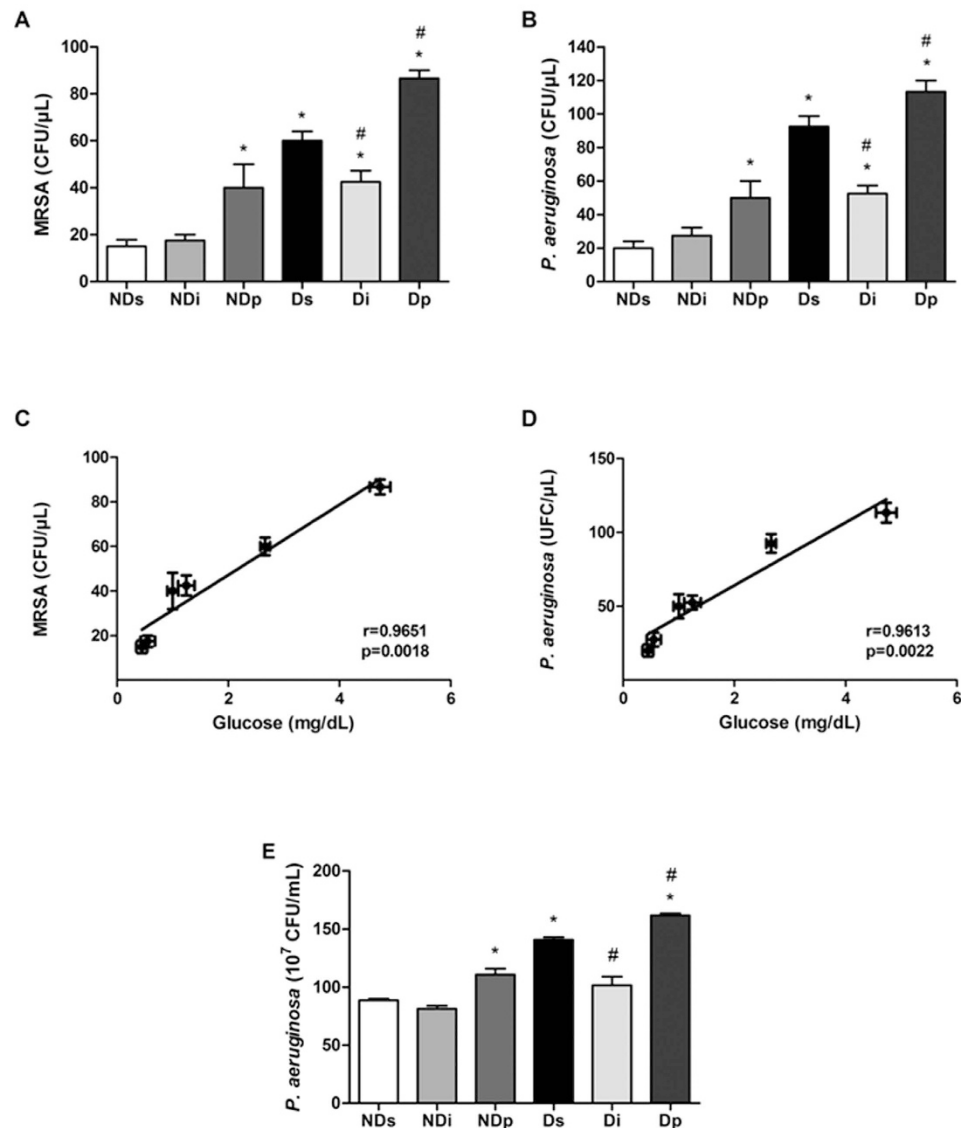 A
MRSA (CFU/µL)
100
80
60
40
20
0
*
*
#
*
#
*
NDs NDi NDp Ds Di Dp
B
P. aeruginosa (CFU/µL)
140
120
100
80
60
40
20
0
*
*
#
*
#
*
NDs NDi NDp Ds Di Dp
C
MRSA (CFU/µL)
100
80
60
40
20
r=0.9651
p=0.0018
0 2 4 6
Glucose (mg/dL)
D
P. aeruginosa (UFC/µL)
150
100
50
r=0.9613
p=0.0022
0 2 4 6
Glucose (mg/dL)
E
P. aeruginosa (10⁷ CFU/mL)
200
150
100
50
0
*
*
#
#
*
NDs NDi NDp Ds Di Dp